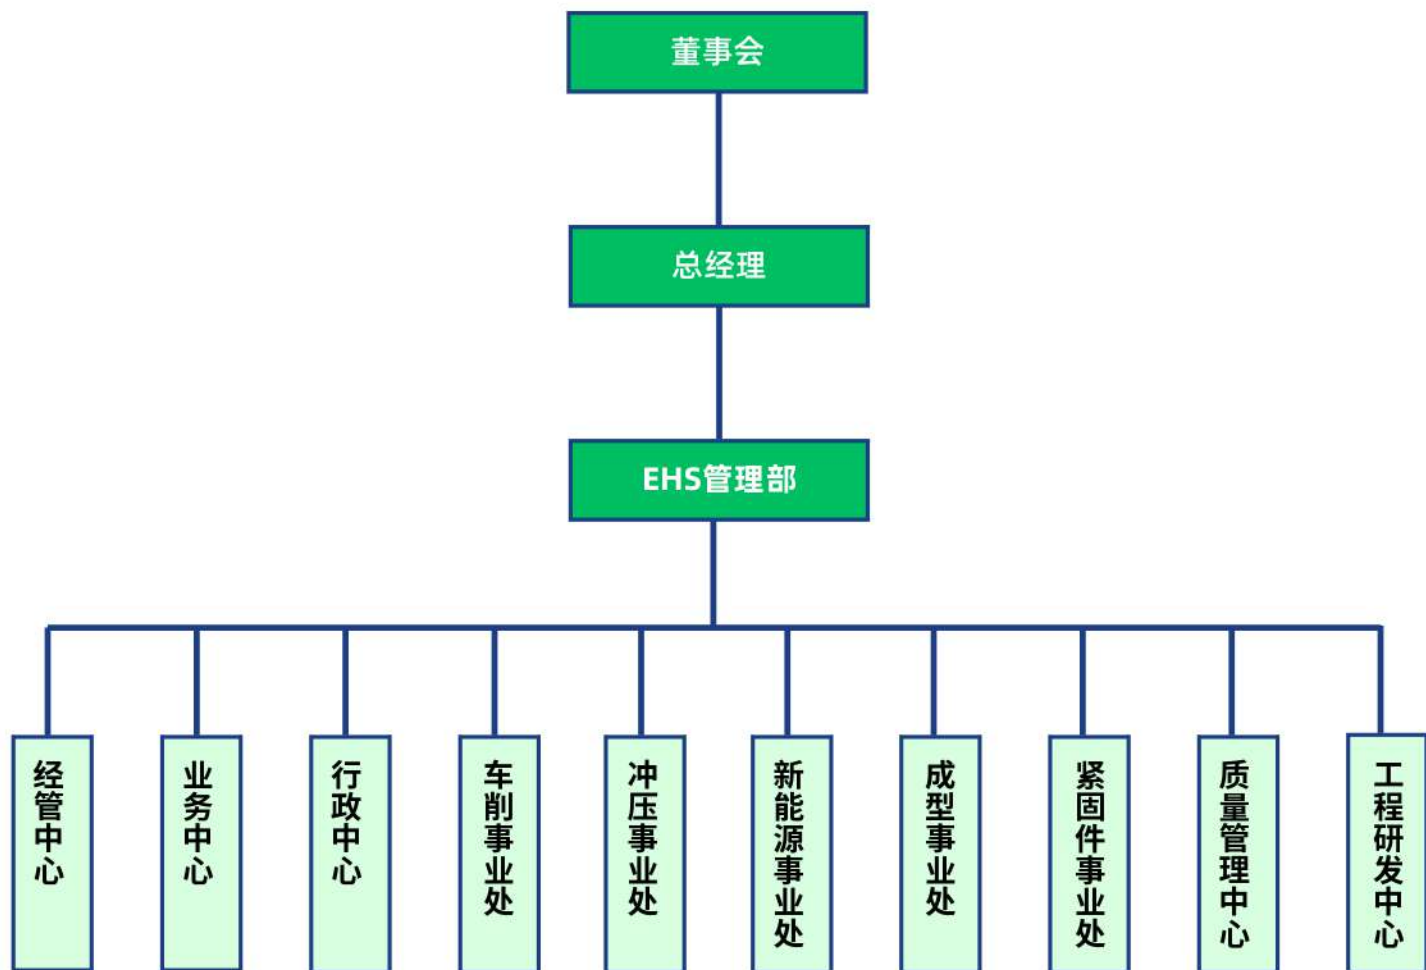 董事会
总经理
EHS管理部
经管中心
业务中心
行政中心
车削事业处
冲压事业处
新能源事业处
成型事业处
紧固件事业处
质量管理中心
工程研发中心